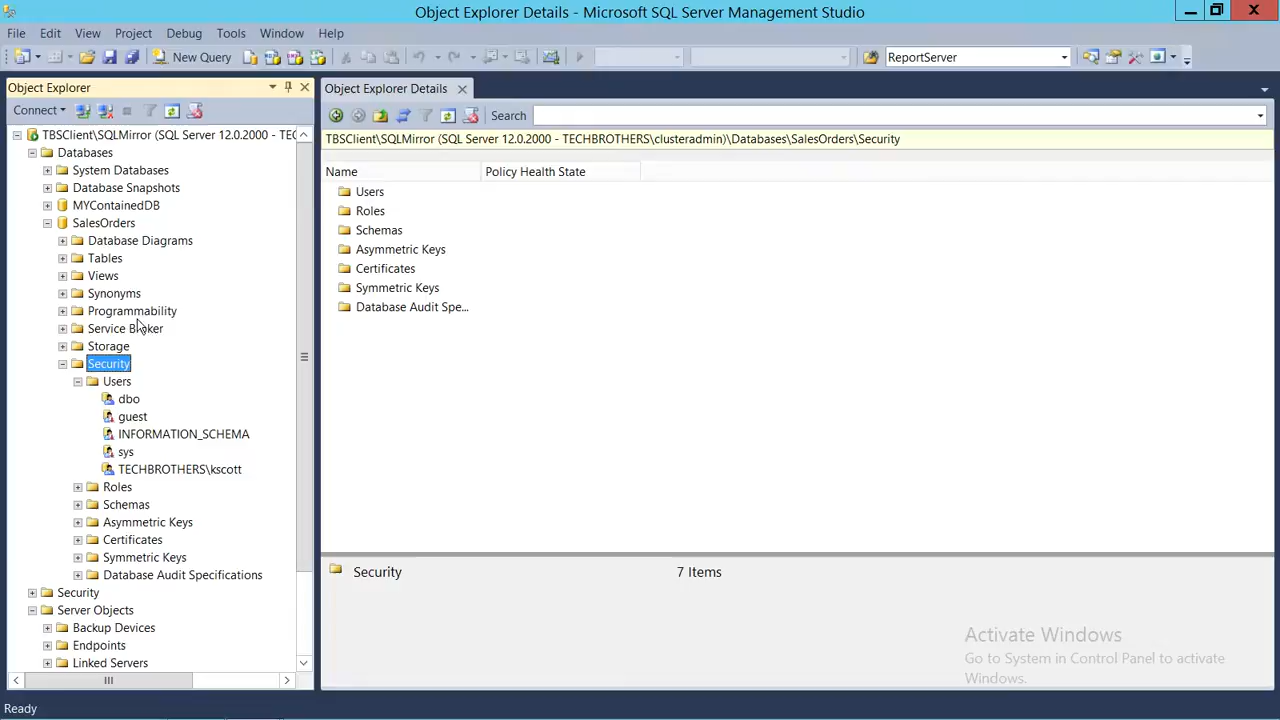 Object Explorer Details - Microsoft SQL Server Management Studio
File Edit View Project Debug Tools Window Help
New Query ReportServer
Object Explorer
Connect
TBSClient\SQLMirror (SQL Server 12.0.2000 - TEC
Databases
System Databases
Database Snapshots
MYContainedDB
SalesOrders
Database Diagrams
Tables
Views
Synonyms
Programmability
Service Broker
Storage
Security
Users
dbo
guest
INFORMATION_SCHEMA
sys
TECHBROTHERS\kscott
Roles
Schemas
Asymmetric Keys
Certificates
Symmetric Keys
Database Audit Specifications
Security
Server Objects
Backup Devices
Endpoints
Linked Servers
Object Explorer Details
Search
TBSClient\SQLMirror (SQL Server 12.0.2000 - TECHBROTHERS\clusteradmin)\Databases\SalesOrders\Security
Name Policy Health State
Users
Roles
Schemas
Asymmetric Keys
Certificates
Symmetric Keys
Database Audit Spe...
Security 7 Items
Activate Windows
Go to System in Control Panel to activate
Windows.
Ready